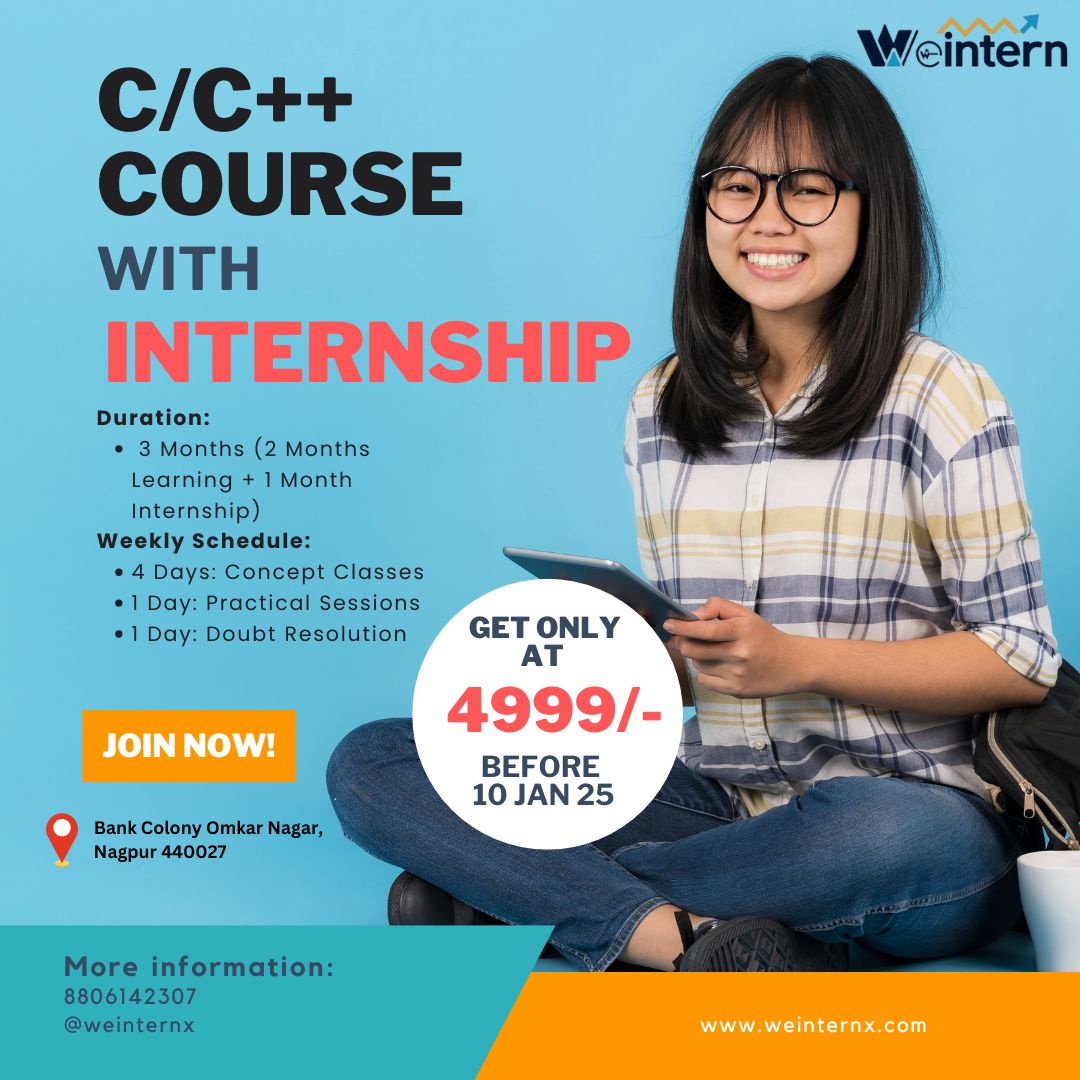 Weintern
C/C++
COURSE
WITH
INTERNSHIP
Duration:
• 3 Months (2 Months
Learning + 1 Month
Internship)
Weekly Schedule:
• 4 Days: Concept Classes
• 1 Day: Practical Sessions
• 1 Day: Doubt Resolution
GET ONLY
AT
4999/-
BEFORE
10 JAN 25
JOIN NOW!
Bank Colony Omkar Nagar,
Nagpur 440027
More information:
8806142307
@weinternx
www.weinternx.com